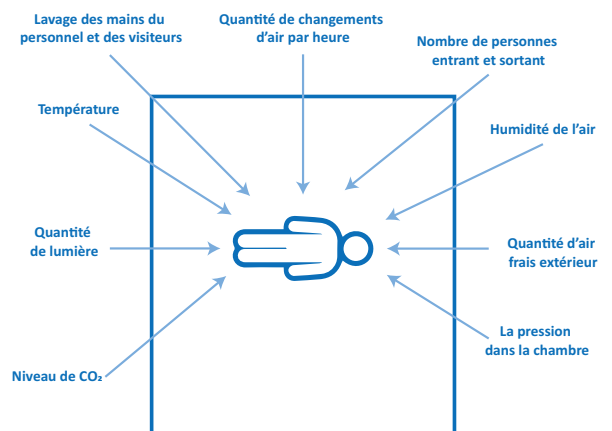 Lavage des mains du
personnel et des visiteurs
Quantité de changements
d'air par heure
Nombre de personnes
entrant et sortant
Température
Humidité de l'air
Quantité
de lumière
Quantité d'air
frais extérieur
La pression
dans la chambre
Niveau de CO₂